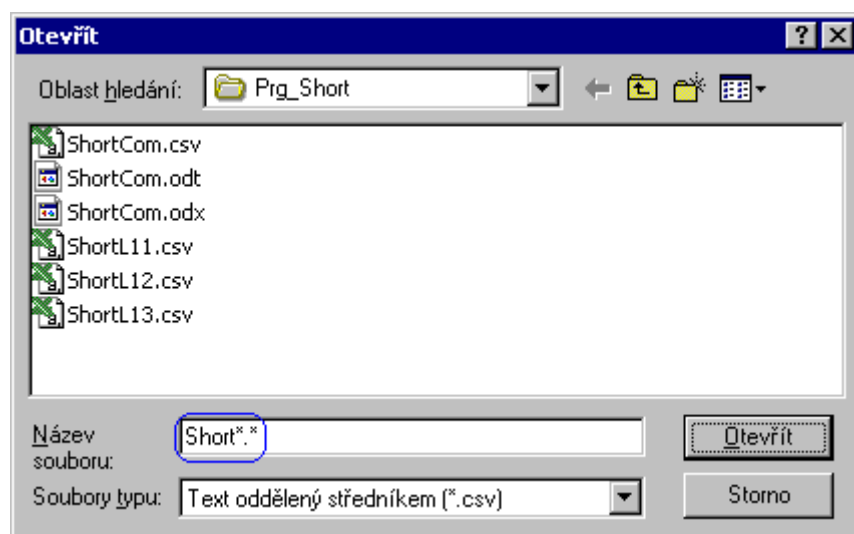 Otevřít
Oblast hledání: Prg_Short
ShortCom.csv
ShortCom.odt
ShortCom.odx
ShortL11.csv
ShortL12.csv
ShortL13.csv
Název souboru: Short*.* Otevřít
Soubory typu: Text oddělený středníkem (*.csv) Storno